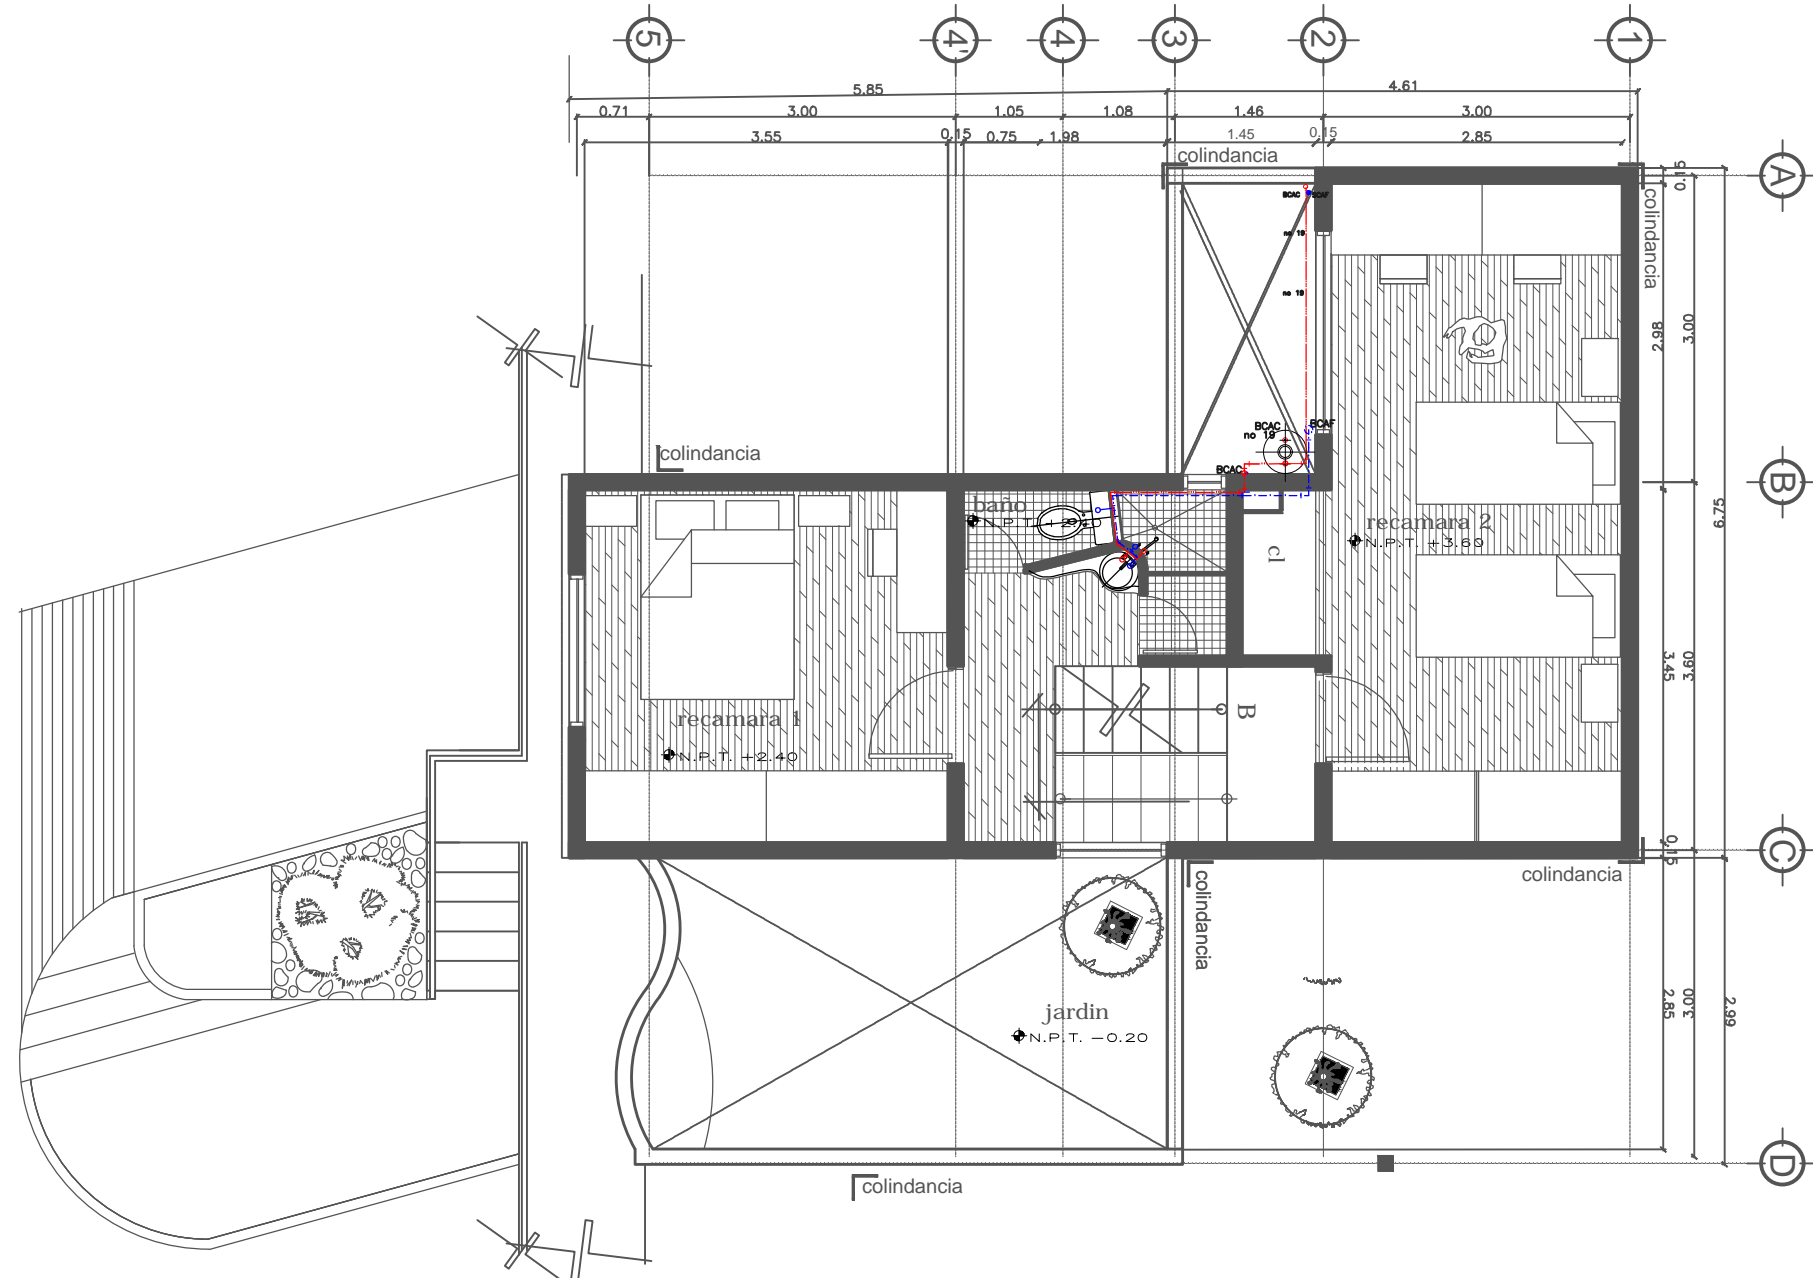 5
4'
4
3
2
1
5.85
4.61
0.71
3.00
1.05
1.08
1.46
3.00
3.55
0.15
0.75
1.98
1.45
0.15
2.85
colindancia
A
0.15
colindancia
BCAC
BCAF
no 19
no 19
2.98
3.00
BCAC
BCAF
no 19
colindancia
BCAC
B
baño
N.P.T. +2.40
recamara 2
N.P.T. +3.60
6.75
cl
3.45
3.60
recamara 1
B
N.P.T. +2.40
0.15
C
colindancia
colindancia
jardin
N.P.T. -0.20
2.85
3.00
2.69
D
colindancia